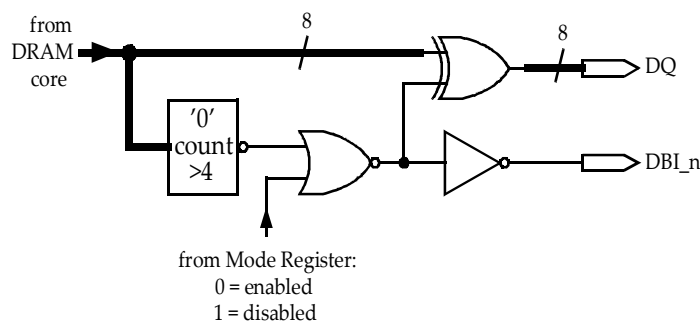 from
DRAM
core
8
8
DQ
'0'
count
>4
DBI_n
from Mode Register:
0 = enabled
1 = disabled